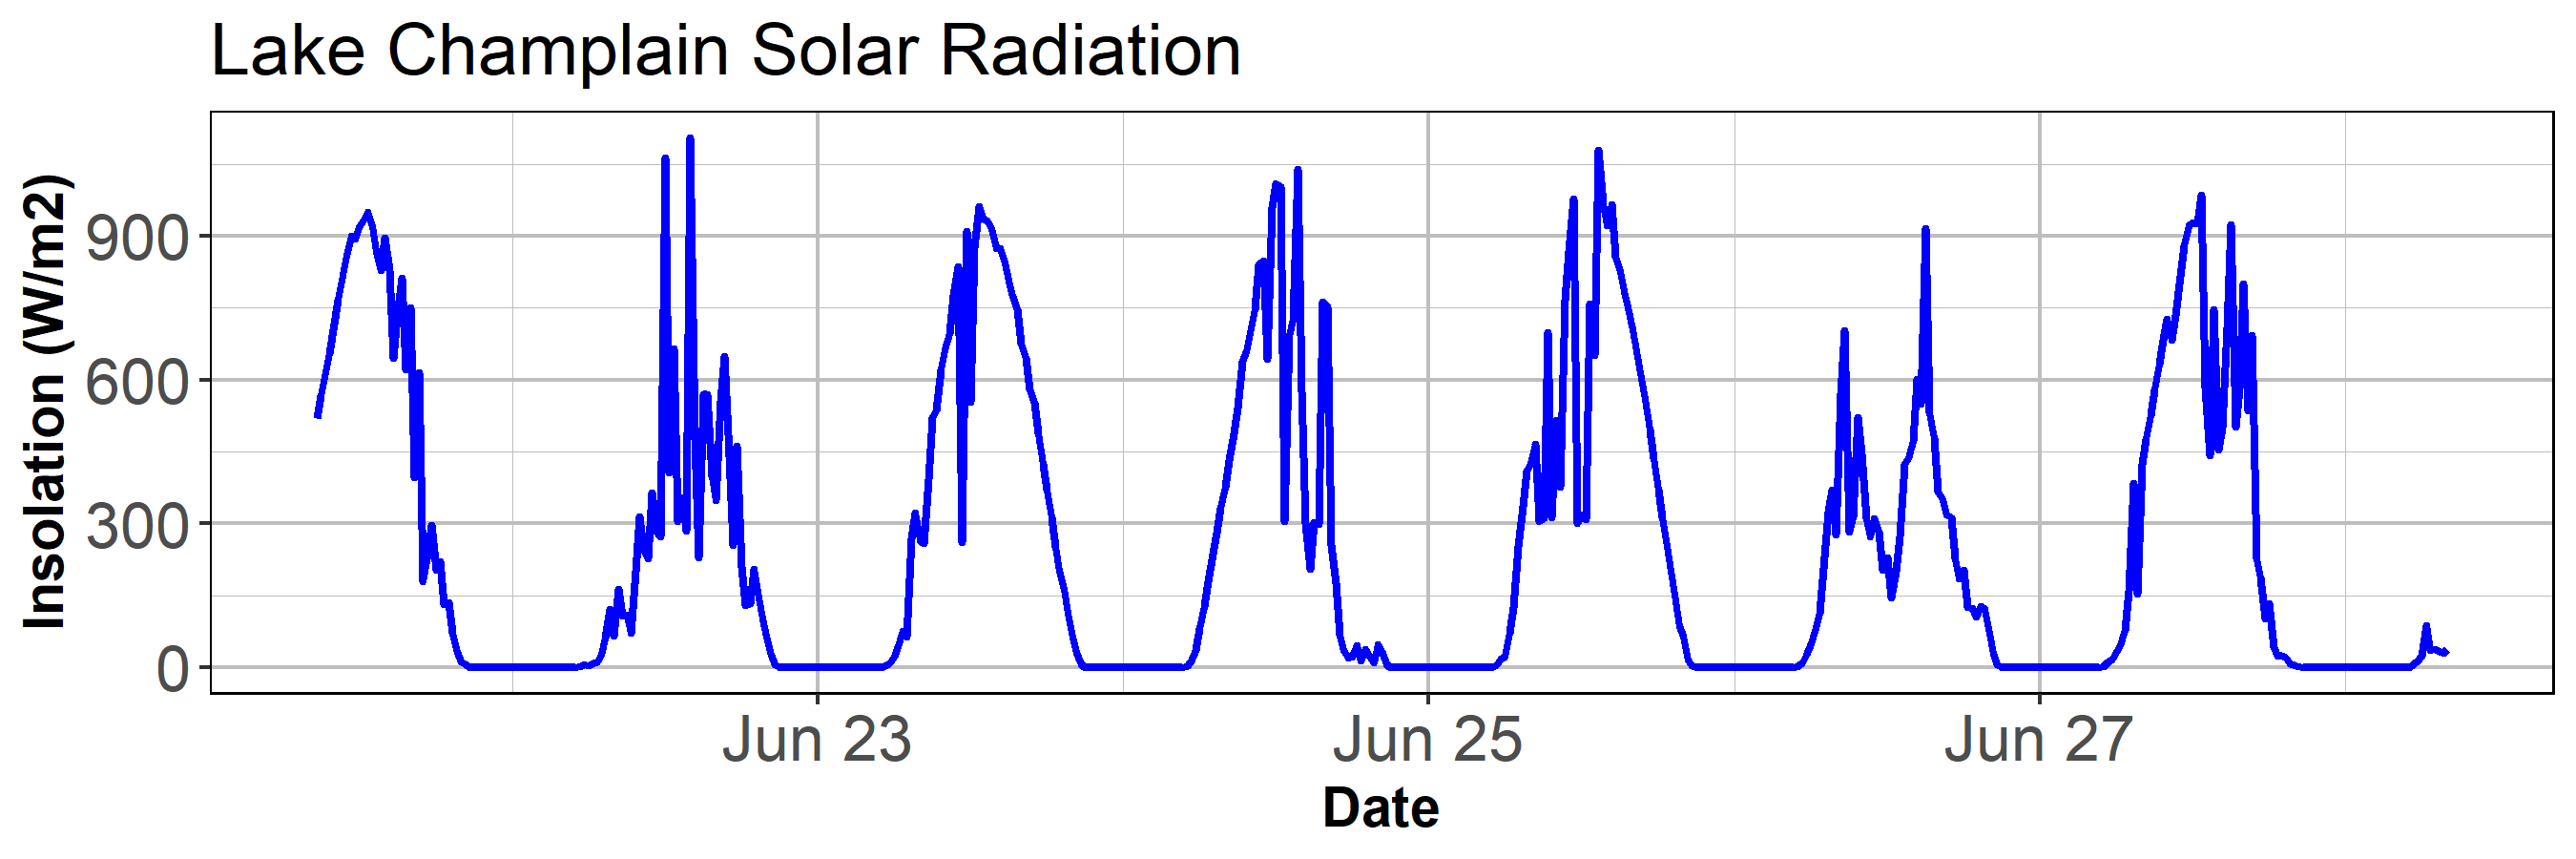 Lake Champlain Solar Radiation
Insolation (W/m2)
900
600
300
0
Jun 23
Jun 25
Jun 27
Date